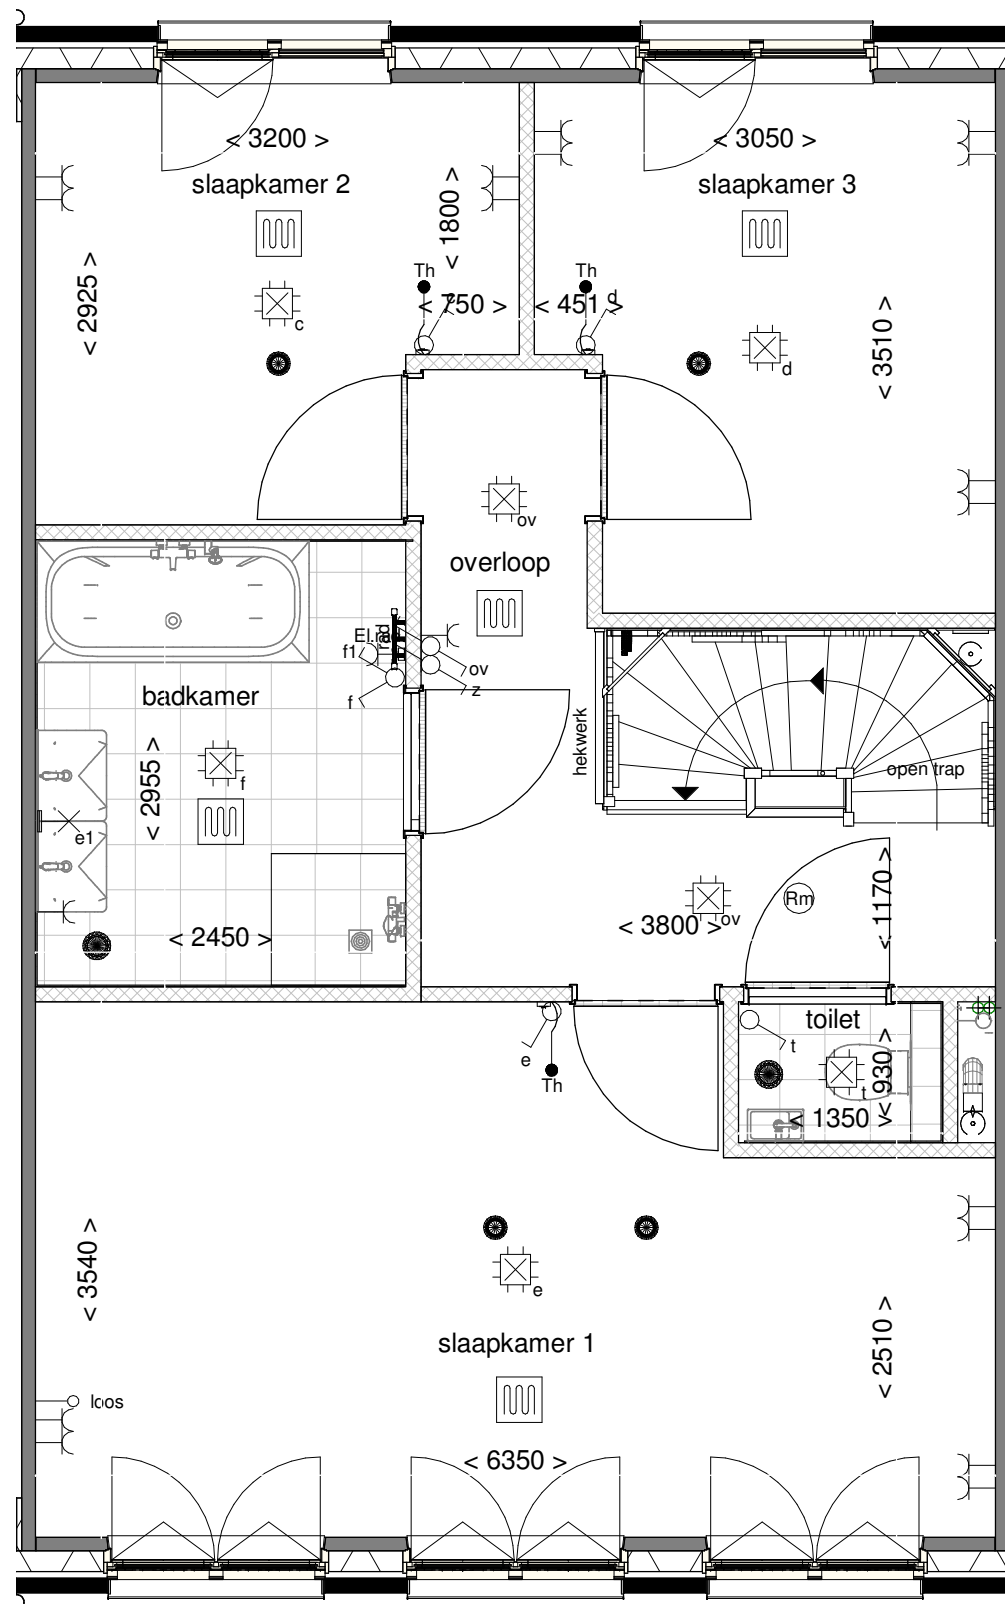 < 3200 >
< 3050 >
slaapkamer 2
slaapkamer 3
< 1800 >
< 2925 >
Th
Th
c
d
< 750 >
< 451 >
c
d
< 3510 >
ov
overloop
El.rad
rad
f1
f
ov
z
badkamer
hekwerk
open trap
< 2955 >
f
e1
< 2450 >
< 3800 >
ov
Rm
< 1170 >
toilet
e
Th
t
< 930 >
t
< 1350 >
< 3540 >
e
slaapkamer 1
< 2510 >
loos
< 6350 >